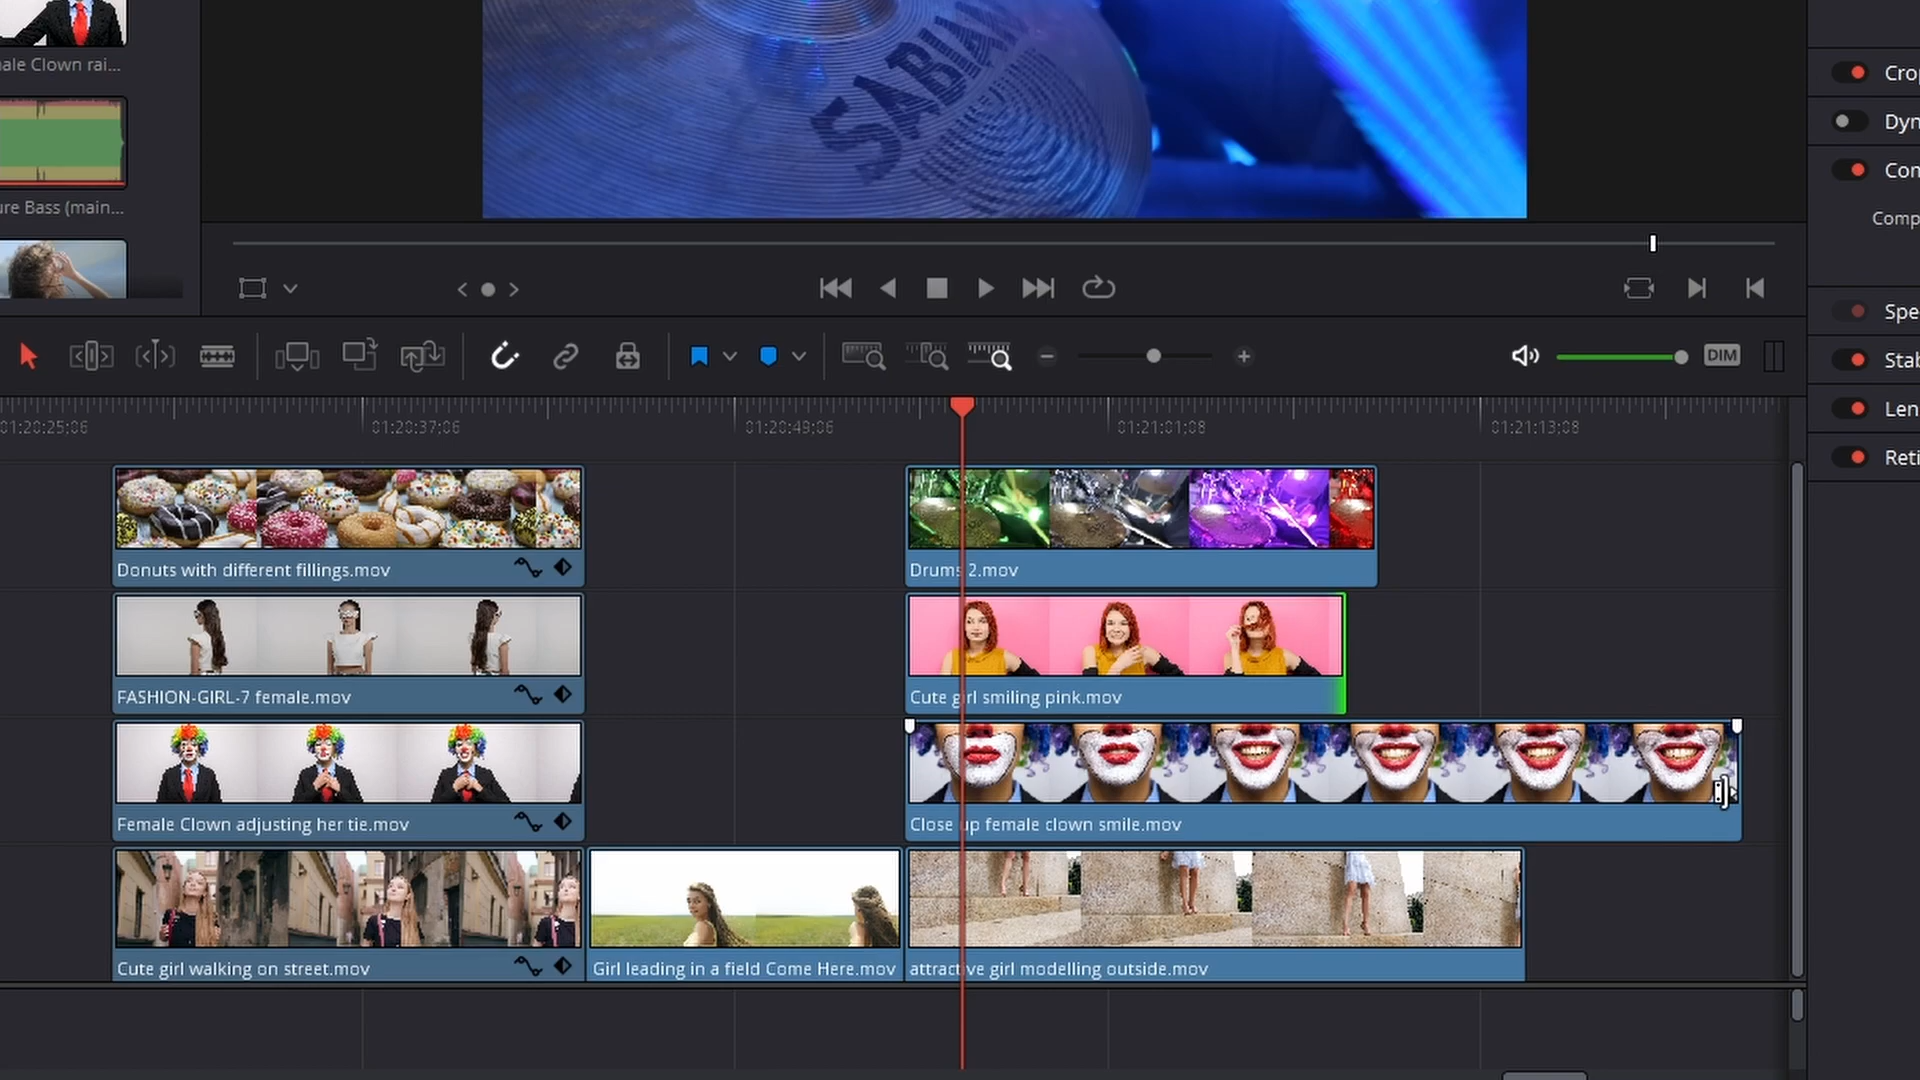 SABIAN
ale Clown rai...
ure Bass (main...
Cro
Dyn
Con
Comp
Spe
Stab
Len
Reti
DIM
01:20:25;06
01:20:37;06
01:20:49;06
01:21:01;08
01:21:13;08
Donuts with different fillings.mov
Drums 2.mov
FASHION-GIRL-7 female.mov
Cute girl smiling pink.mov
Female Clown adjusting her tie.mov
Close up female clown smile.mov
Cute girl walking on street.mov
Girl leading in a field Come Here.mov
attractive girl modelling outside.mov